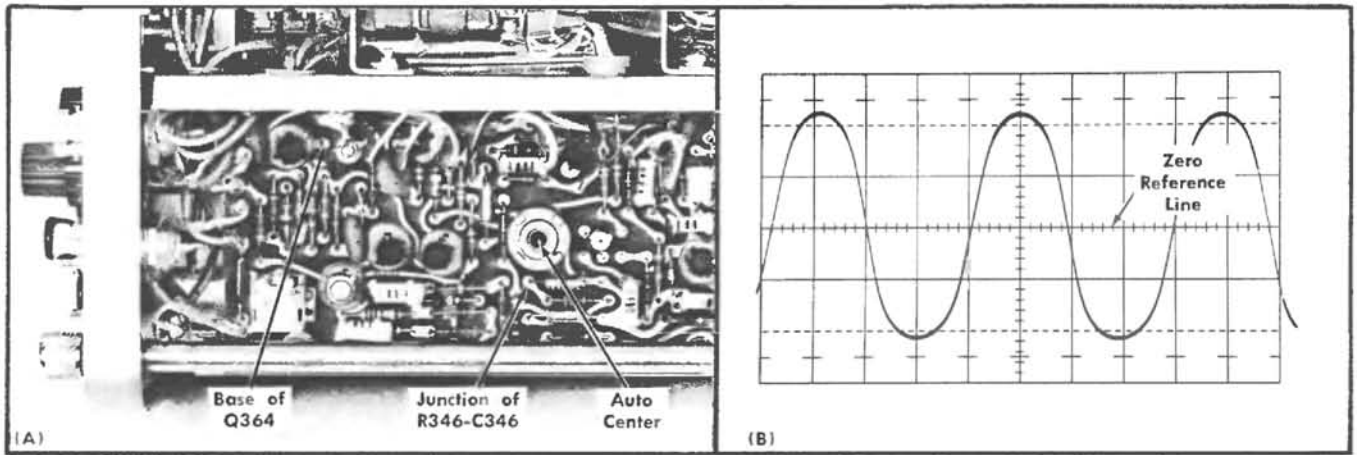 Base of
Q364
Junction of
R346-C346
Auto
Center
(A)
Zero
Reference
Line
(B)